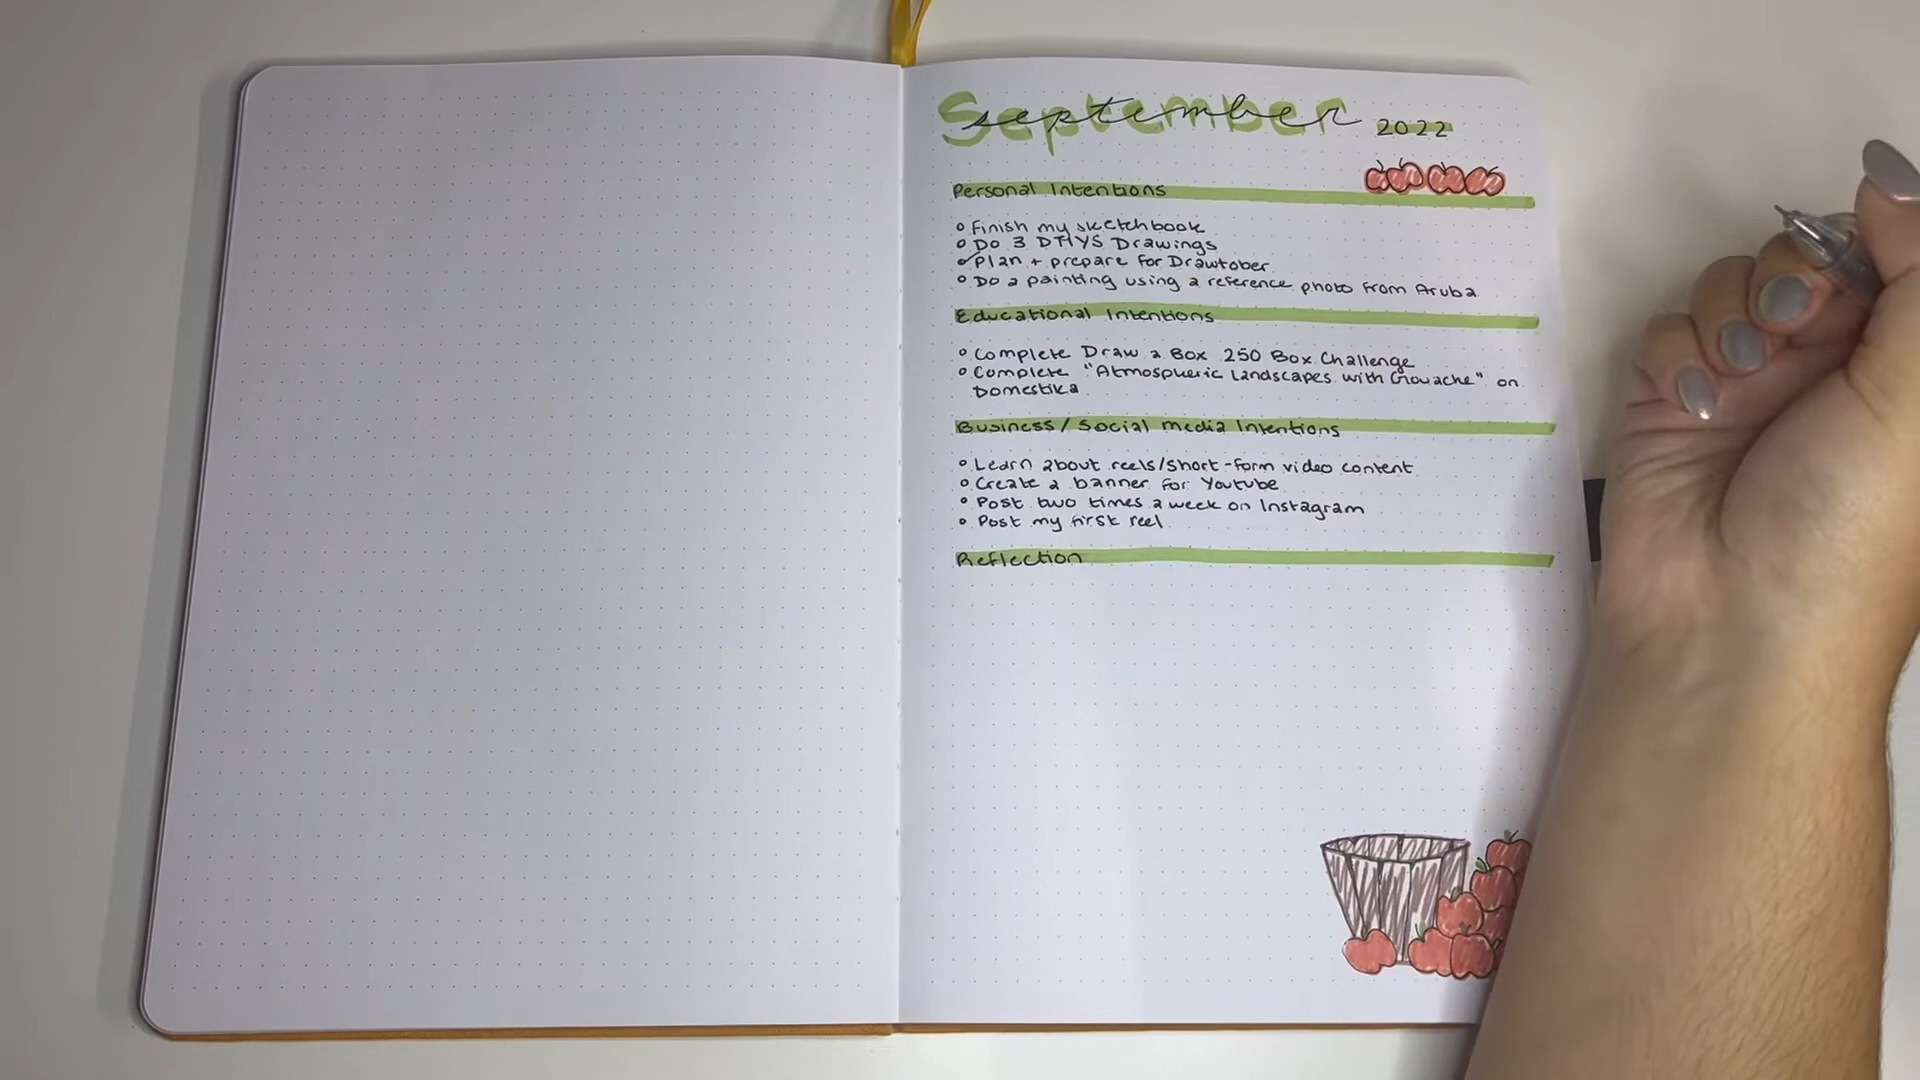 September september 2022
Personal Intentions
Finish my sketchbook
Do 3 DTIYS Drawings
Plan + prepare for Drawtober
Do a painting using a reference photo from Aruba
Educational Intentions
Complete Draw a Box 250 Box Challenge
Complete "Atmospheric Landscapes with Gouache" on
Domestika
Business/Social media Intentions
Learn about reels/short-form video content
Create a banner for Youtube
Post two times a week on Instagram
Post my first reel
Reflection